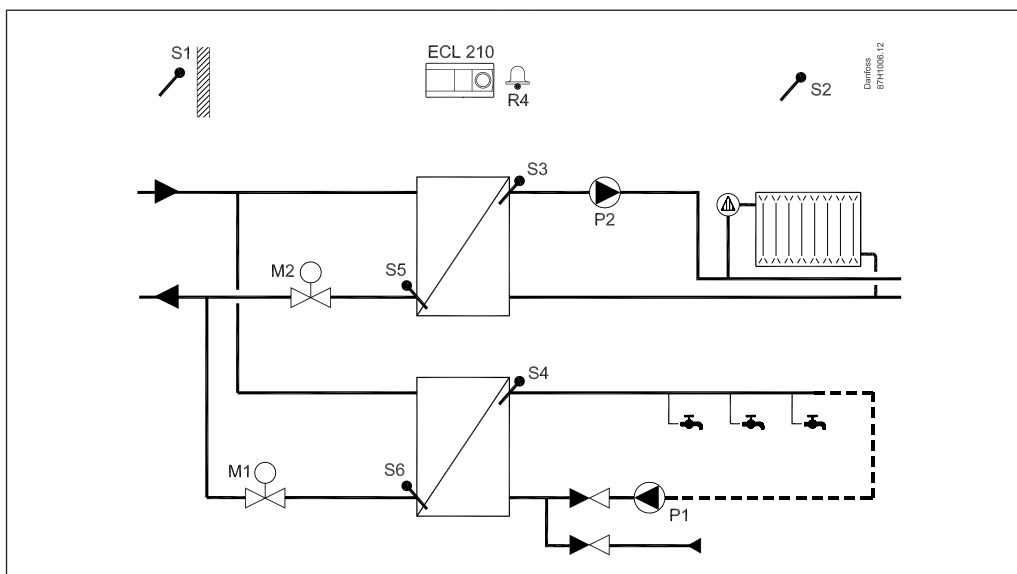 S1
ECL 210
R4
S2
Danfoss
87H1006.12
S3
P2
M2
S5
S4
M1
S6
P1